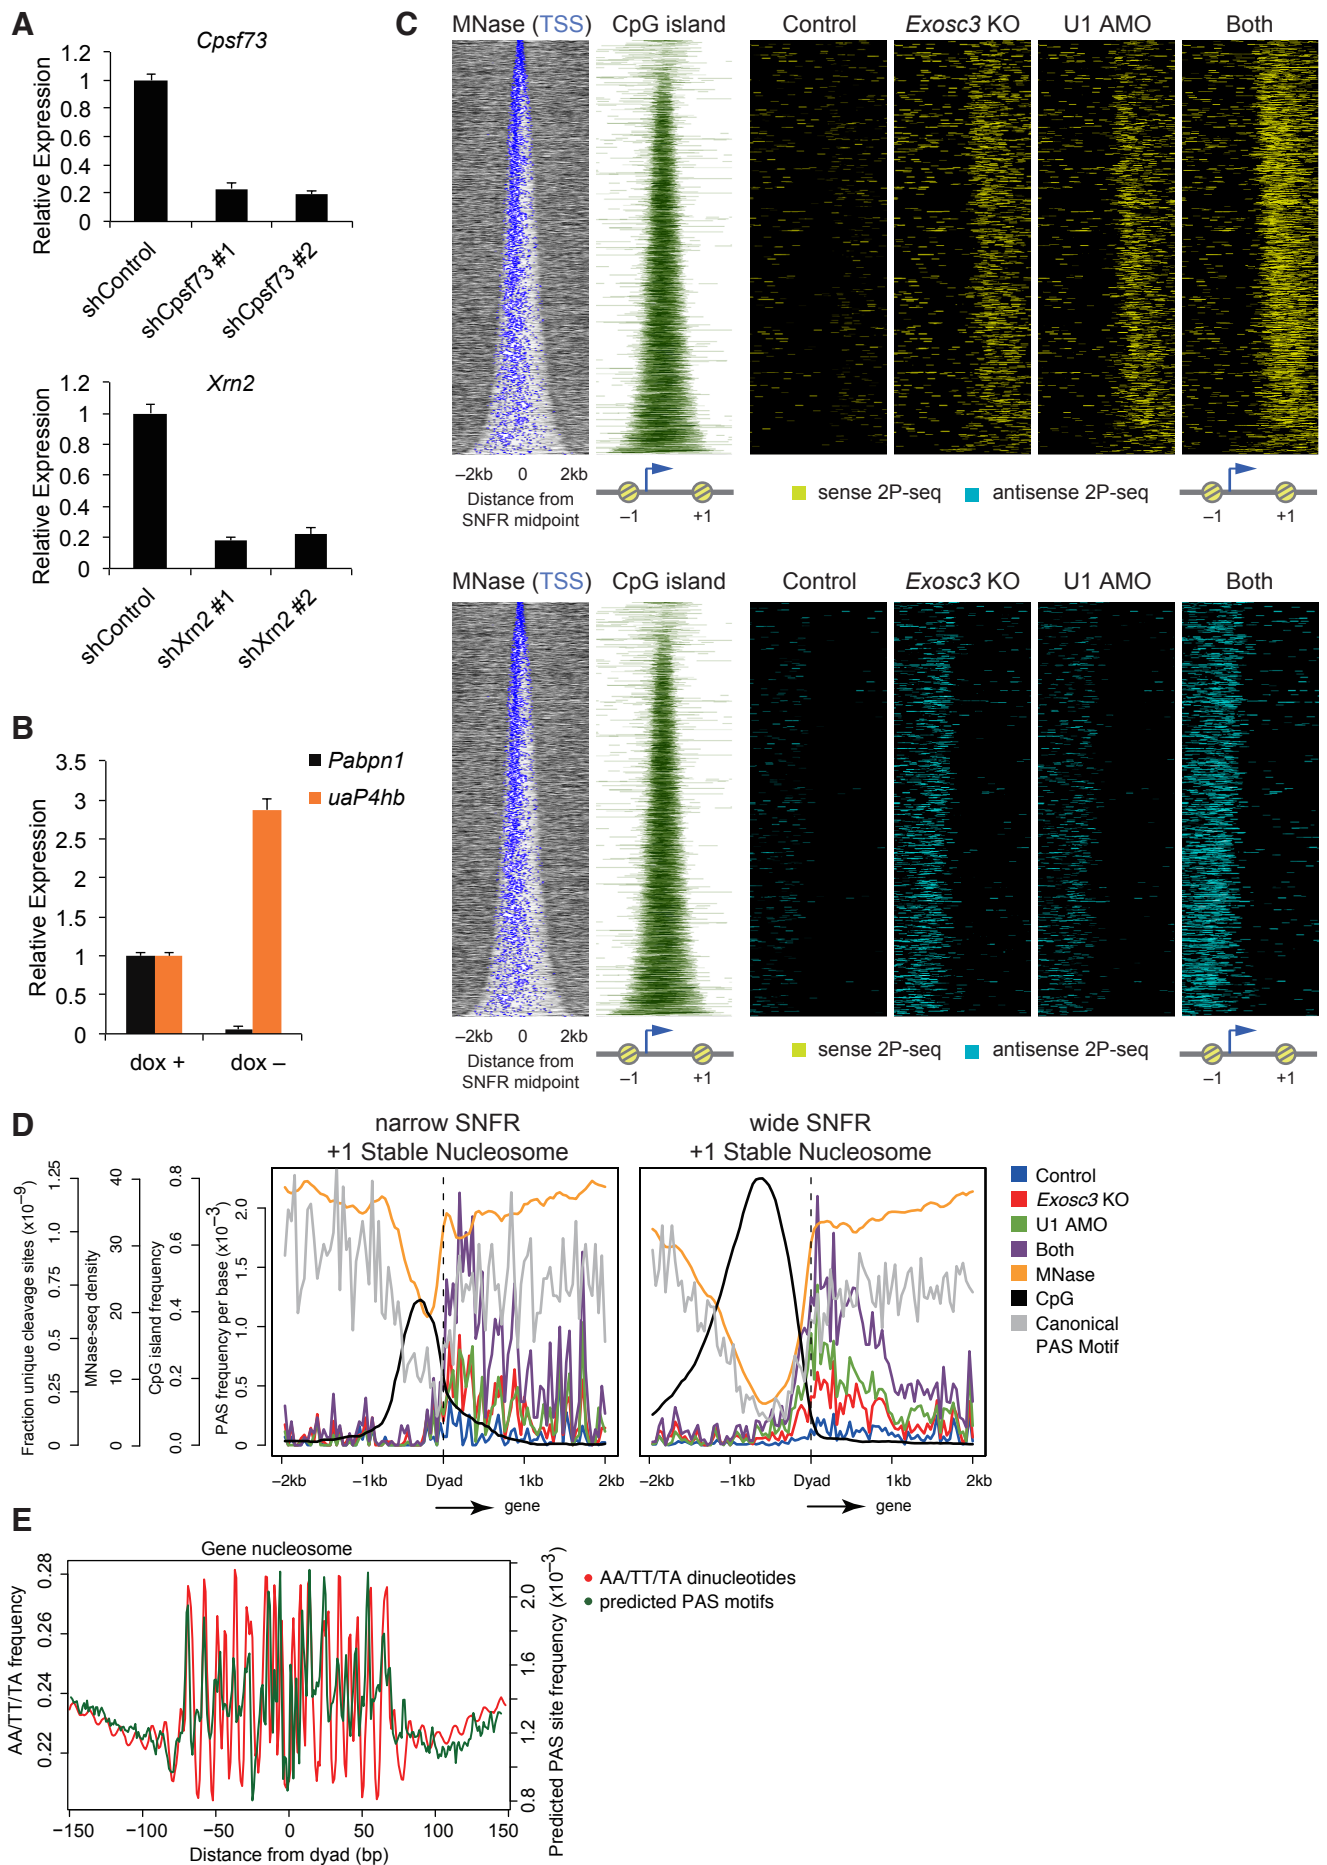 A
Cpsf73
Relative Expression
1.2
1
0.8
0.6
0.4
0.2
0
shControl
shCpsf73 #1
shCpsf73 #2
Xrn2
Relative Expression
1.2
1
0.8
0.6
0.4
0.2
0
shControl
shXrn2 #1
shXrn2 #2
B
Relative Expression
3.5
3
2.5
2
1.5
1
0.5
0
dox +
dox –
Pabpn1
uaP4hb
C
MNase (TSS)
CpG island
Control
Exosc3 KO
U1 AMO
Both
–2kb 0 2kb
Distance from
SNFR midpoint
–1 +1
sense 2P-seq
antisense 2P-seq
–1 +1
MNase (TSS)
CpG island
Control
Exosc3 KO
U1 AMO
Both
–2kb 0 2kb
Distance from
SNFR midpoint
–1 +1
sense 2P-seq
antisense 2P-seq
–1 +1
D
narrow SNFR
+1 Stable Nucleosome
wide SNFR
+1 Stable Nucleosome
Fraction unique cleavage sites (x10⁻⁹)
1.25
1.0
0.75
0.5
0.25
0
MNase-seq density
40
30
20
10
0
CpG island frequency
0.8
0.6
0.4
0.2
0.0
PAS frequency per base (x10⁻³)
2.0
1.5
1.0
0.5
0
−2kb −1kb Dyad 1kb 2kb
gene
−2kb −1kb Dyad 1kb 2kb
gene
Control
Exosc3 KO
U1 AMO
Both
MNase
CpG
Canonical
PAS Motif
E
Gene nucleosome
AA/TT/TA frequency
0.28
0.26
0.24
0.22
2.0
1.6
1.2
0.8
Predicted PAS site frequency (x10⁻³)
−150 −100 −50 0 50 100 150
Distance from dyad (bp)
AA/TT/TA dinucleotides
predicted PAS motifs